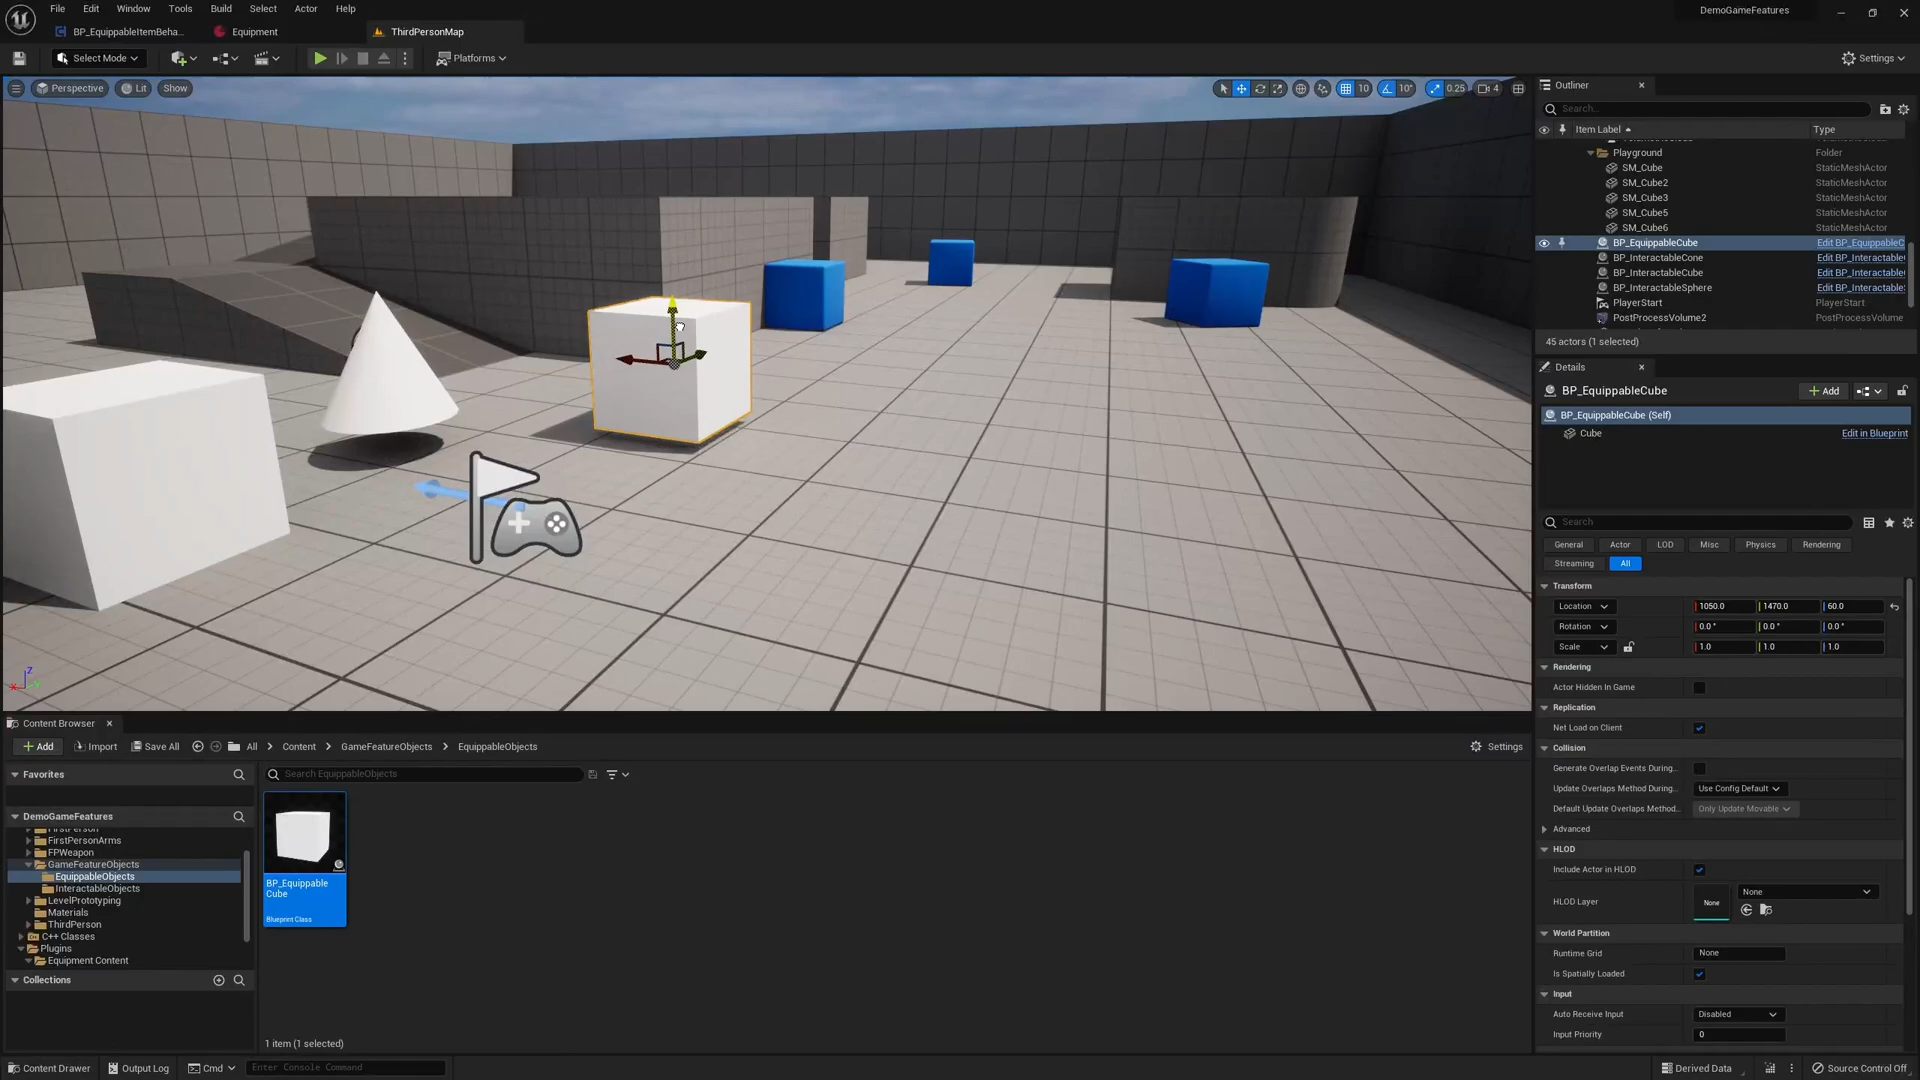 File Edit Window Tools Build Select Actor Help
DemoGameFeatures
BP_EquippableItemBeha...
Equipment
ThirdPersonMap
Select Mode
Platforms
Settings
Perspective Lit Show
10 10° 0.25 4
Outliner
Search...
Item Label Type
Playground Folder
SM_Cube StaticMeshActor
SM_Cube2 StaticMeshActor
SM_Cube3 StaticMeshActor
SM_Cube5 StaticMeshActor
SM_Cube6 StaticMeshActor
BP_EquippableCube Edit BP_EquippableC
BP_InteractableCone Edit BP_Interactable
BP_InteractableCube Edit BP_Interactable
BP_InteractableSphere Edit BP_Interactable
PlayerStart PlayerStart
PostProcessVolume2 PostProcessVolume
45 actors (1 selected)
Details
BP_EquippableCube
Add
BP_EquippableCube (Self)
Cube Edit in Blueprint
Search
General Actor LOD Misc Physics Rendering
Streaming All
Transform
Location 1050.0 1470.0 60.0
Rotation 0.0° 0.0° 0.0°
Scale 1.0 1.0 1.0
Rendering
Actor Hidden In Game
Replication
Net Load on Client
Collision
Generate Overlap Events During...
Update Overlaps Method During... Use Config Default
Default Update Overlaps Method... Only Update Movable
Advanced
HLOD
Include Actor in HLOD
HLOD Layer None None
World Partition
Runtime Grid None
Is Spatially Loaded
Input
Auto Receive Input Disabled
Input Priority 0
Z
X
Content Browser
Add Import Save All All Content GameFeatureObjects EquippableObjects Settings
Favorites
Search EquippableObjects
DemoGameFeatures
FirstPerson
FirstPersonArms
FPWeapon
GameFeatureObjects
EquippableObjects
InteractableObjects
LevelPrototyping
Materials
ThirdPerson
C++ Classes
Plugins
Equipment Content
Collections
BP_Equippable
Cube
Blueprint Class
1 item (1 selected)
Content Drawer Output Log Cmd Enter Console Command
Derived Data Source Control Off